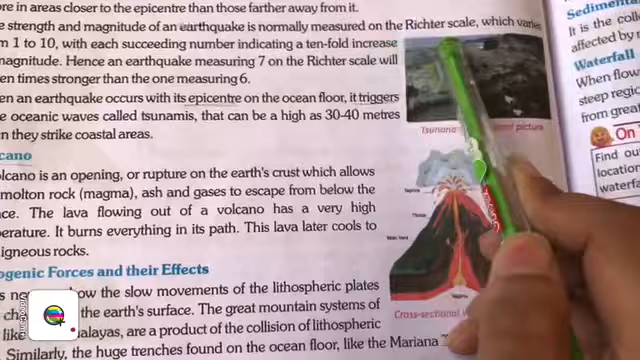 ore in areas closer to the epicentre than those farther away from it.
e strength and magnitude of an earthquake is normally measured on the Richter scale, which varies
m 1 to 10, with each succeeding number indicating a ten-fold increase
magnitude. Hence an earthquake measuring 7 on the Richter scale will
en times stronger than the one measuring 6.
en an earthquake occurs with its epicentre on the ocean floor, it triggers
e oceanic waves called tsunamis, that can be a high as 30-40 metres
n they strike coastal areas.
cano
olcano is an opening, or rupture on the earth's crust which allows
molton rock (magma), ash and gases to escape from below the
ce. The lava flowing out of a volcano has a very high
perature. It burns everything in its path. This lava later cools to
igneous rocks.
ogenic Forces and their Effects
ow the slow movements of the lithospheric plates
ch the earth's surface. The great mountain systems of
like alayas, are a product of the collision of lithospheric
Similarly, the huge trenches found on the ocean floor, like the Mariana
Tsunam picture
Cross-sectional
Sedimenta
It is the col
affected by
Waterfall
When flow
steep regio
from great
On
Find ou
location
waterfa